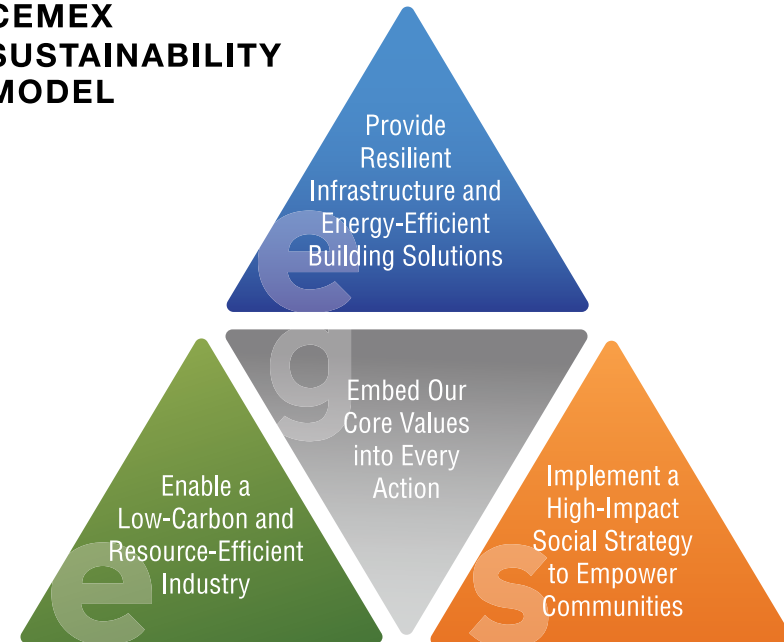 CEMEX
SUSTAINABILITY
MODEL
Provide
Resilient
Infrastructure and
Energy-Efficient
Building Solutions
e
g
Embed Our
Core Values
into Every
Action
Enable a
Low-Carbon and
Resource-Efficient
Industry
e
Implement a
High-Impact
Social Strategy
to Empower
Communities
s